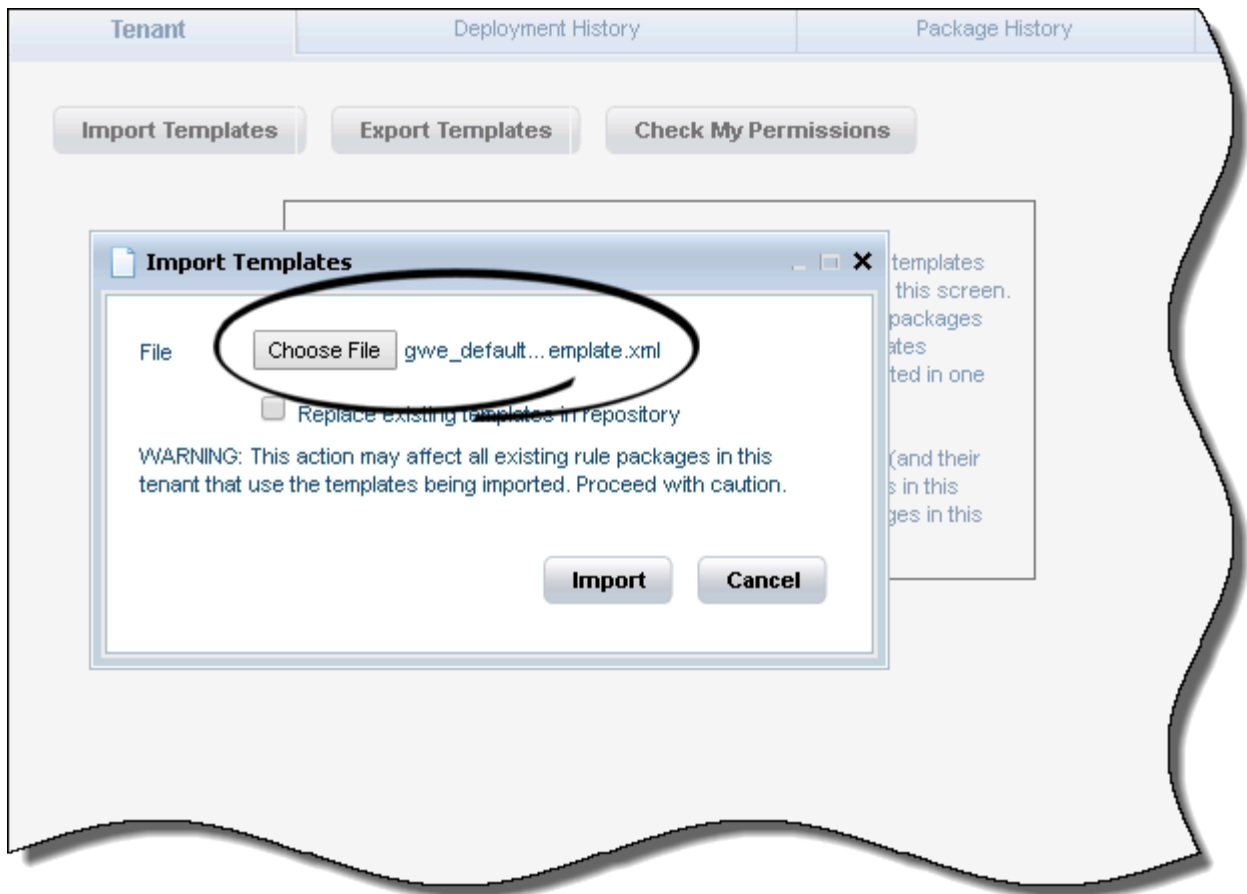 Tenant
Deployment History
Package History
Import Templates
Export Templates
Check My Permissions
Import Templates
templates
this screen.
packages
ates
ted in one
File
Choose File
gwe_default...emplate.xml
Replace existing templates in repository
WARNING: This action may affect all existing rule packages in this
tenant that use the templates being imported. Proceed with caution.
(and their
s in this
ges in this
Import
Cancel